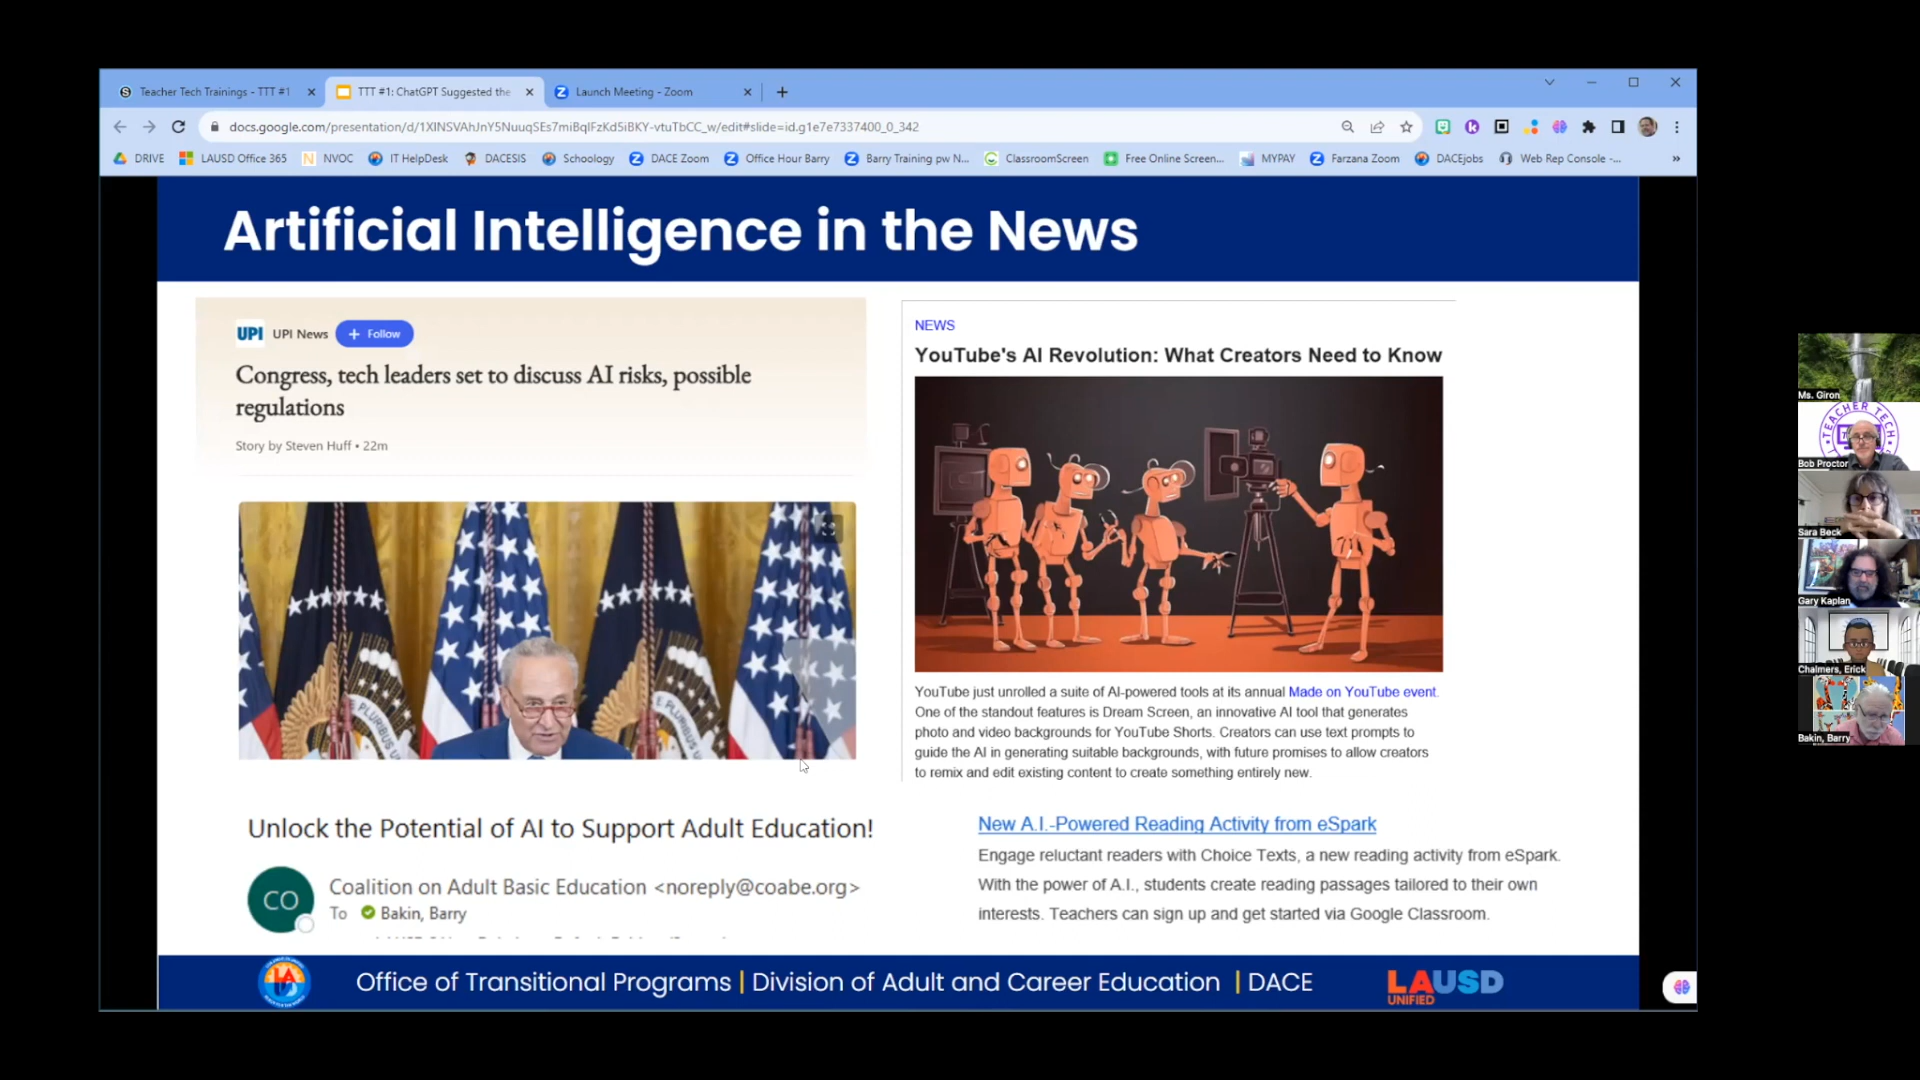 Teacher Tech Trainings - TTT #1
TTT #1: ChatGPT Suggested the
Launch Meeting - Zoom
docs.google.com/presentation/d/1XINSVAhJnY5NuuqSEs7miBqIFzKd5iBKY-vtuTbCC_w/edit#slide=id.g1e7e7337400_0_342
DRIVE
LAUSD Office 365
NVOC
IT HelpDesk
DACESIS
Schoology
DACE Zoom
Office Hour Barry
Barry Training pw N...
ClassroomScreen
Free Online Screen...
MYPAY
Farzana Zoom
DACEjobs
Web Rep Console -...
Artificial Intelligence in the News
UPI UPI News + Follow
Congress, tech leaders set to discuss AI risks, possible
regulations
Story by Steven Huff • 22m
NEWS
YouTube's AI Revolution: What Creators Need to Know
YouTube just unrolled a suite of AI-powered tools at its annual Made on YouTube event.
One of the standout features is Dream Screen, an innovative AI tool that generates
photo and video backgrounds for YouTube Shorts. Creators can use text prompts to
guide the AI in generating suitable backgrounds, with future promises to allow creators
to remix and edit existing content to create something entirely new.
Unlock the Potential of AI to Support Adult Education!
CO
Coalition on Adult Basic Education <noreply@coabe.org>
To Bakin, Barry
New A.I.-Powered Reading Activity from eSpark
Engage reluctant readers with Choice Texts, a new reading activity from eSpark.
With the power of A.I., students create reading passages tailored to their own
interests. Teachers can sign up and get started via Google Classroom.
Office of Transitional Programs | Division of Adult and Career Education | DACE
LAUSD
UNIFIED
Ms. Giron
TEACHER TECH
Bob Proctor
Sara Beck
Gary Kaplan
Chalmers, Erick
Bakin, Barry